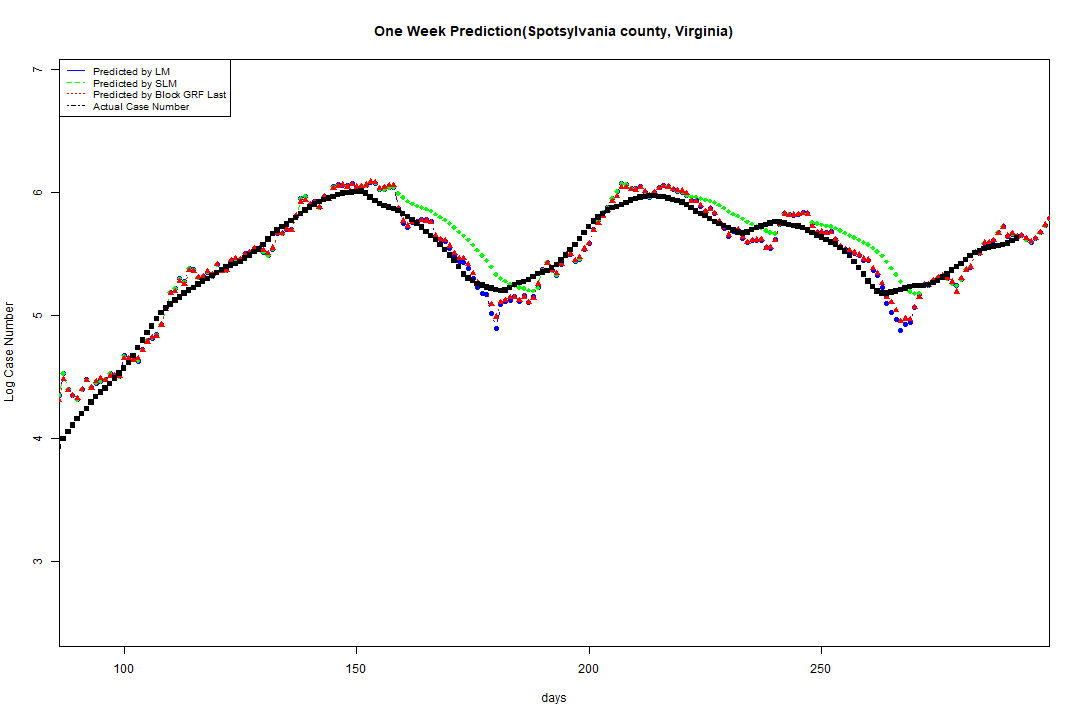 One Week Prediction(Spotsylvania county, Virginia)
Predicted by LM
Predicted by SLM
Predicted by Block GRF Last
Actual Case Number
7
6
5
4
3
Log Case Number
100 150 200 250
days